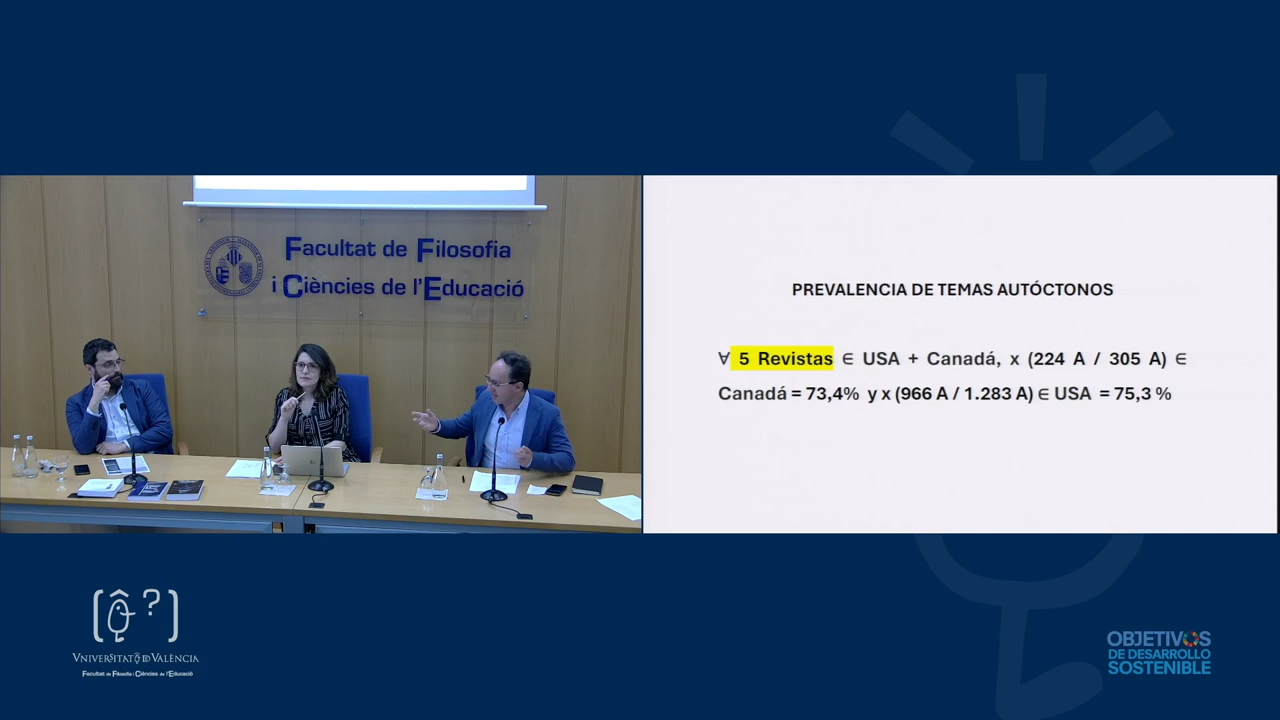 Facultat de Filosofia
i Ciències de l'Educació
PREVALENCIA DE TEMAS AUTÓCTONOS
∀ 5 Revistas ∈ USA + Canadá, x (224 A / 305 A) ∈
Canadá = 73,4% y x (966 A / 1.283 A) ∈ USA = 75,3 %
VNIVERSITAT ID VALÈNCIA
Facultat de Filosofia i Ciències de l'Educació
OBJETIVOS
DE DESARROLLO
SOSTENIBLE